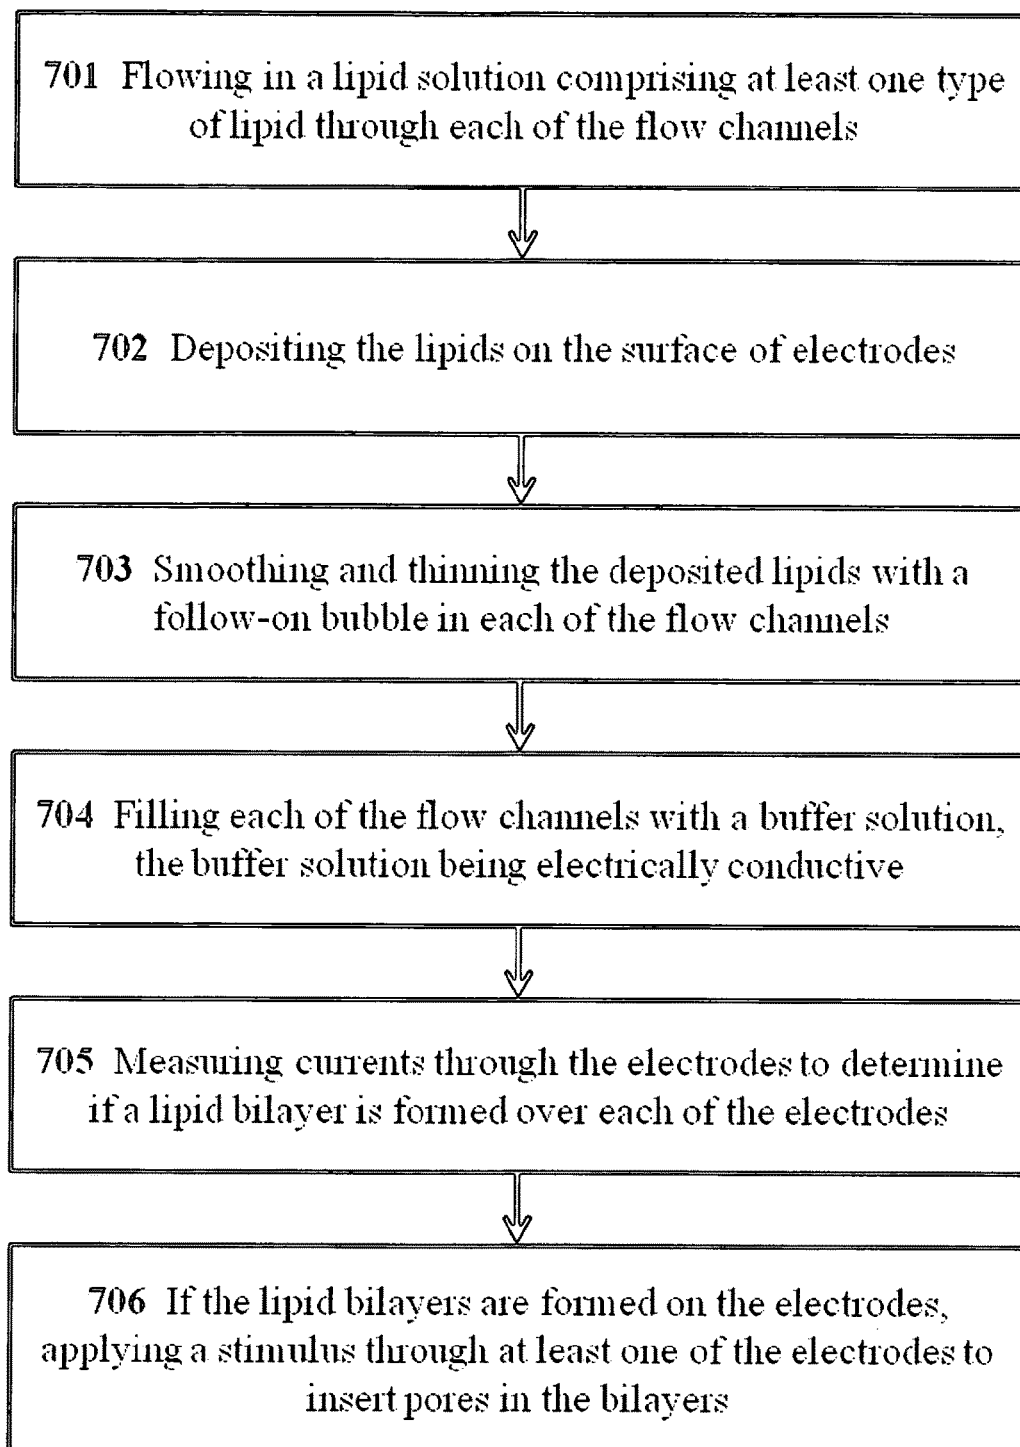 701 Flowing in a lipid solution comprising at least one type
of lipid through each of the flow channels
702 Depositing the lipids on the surface of electrodes
703 Smoothing and thinning the deposited lipids with a
follow-on bubble in each of the flow channels
704 Filling each of the flow channels with a buffer solution,
the buffer solution being electrically conductive
705 Measuring currents through the electrodes to determine
if a lipid bilayer is formed over each of the electrodes
706 If the lipid bilayers are formed on the electrodes,
applying a stimulus through at least one of the electrodes to
insert pores in the bilayers